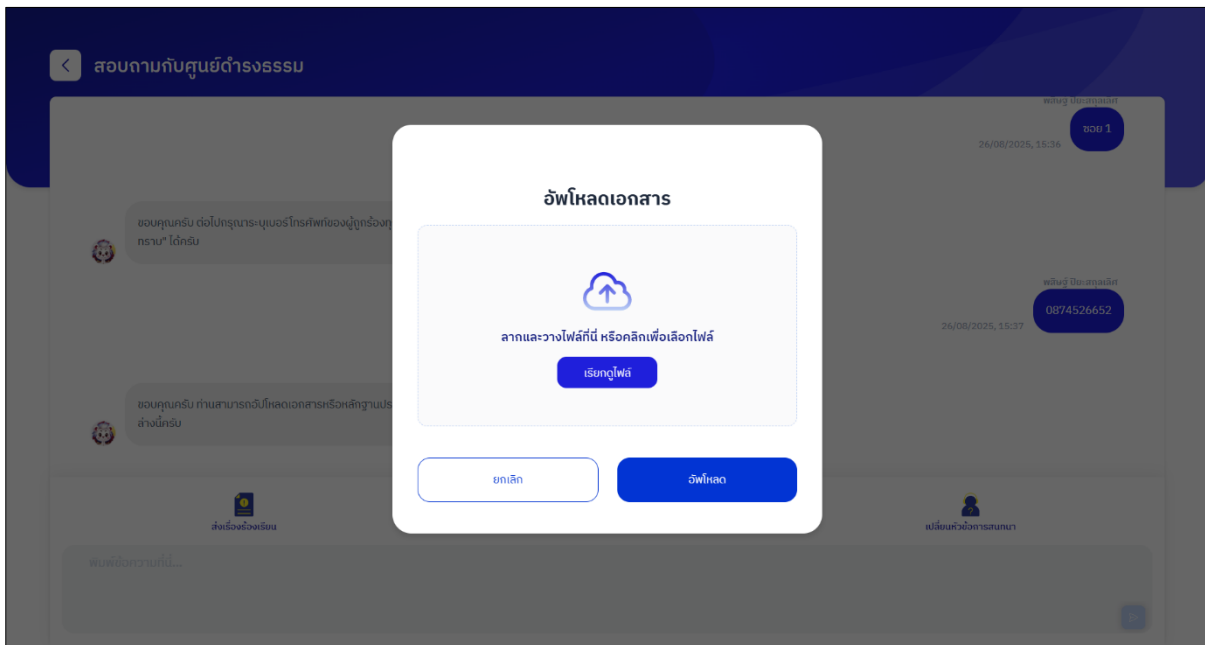 สอบถามกับศูนย์ดำรงธรรม
ซอย 1
26/08/2025, 15:36
ขอบคุณครับ ต่อไปกรุณาระบุเบอร์โทรศัพท์ของผู้ถูกร้องทุ
ทราบ" ได้ครับ
0874526652
26/08/2025, 15:37
ขอบคุณครับ ท่านสามารถอัปโหลดเอกสารหรือหลักฐานประ
ล่างนี้ครับ
อัพโหลดเอกสาร
ลากและวางไฟล์ที่นี่ หรือคลิกเพื่อเลือกไฟล์
เรียกดูไฟล์
ยกเลิก
อัพโหลด
ส่งเรื่องร้องเรียน
เปลี่ยนหัวข้อการสนทนา
พิมพ์ข้อความที่นี่...